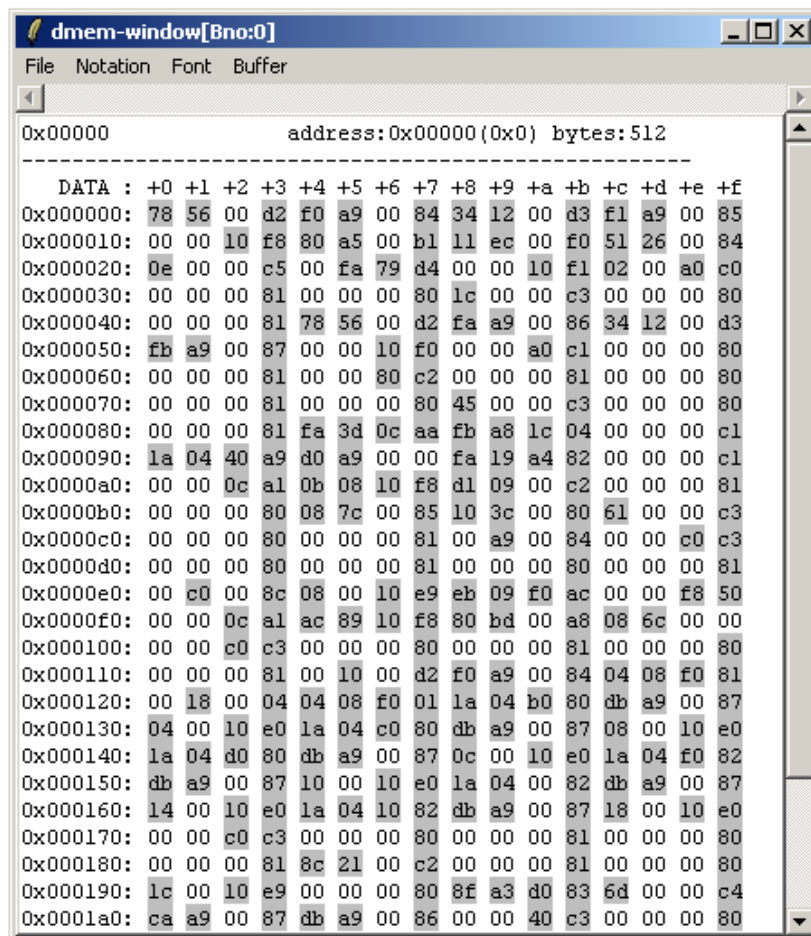 dmem-window[Bno:0]
File Notation Font Buffer
0x00000 address:0x00000(0x0) bytes:512
-------------------------------------------------------
DATA : +0 +1 +2 +3 +4 +5 +6 +7 +8 +9 +a +b +c +d +e +f
0x000000: 78 56 00 d2 f0 a9 00 84 34 12 00 d3 f1 a9 00 85
0x000010: 00 00 10 f8 80 a5 00 b1 11 ec 00 f0 51 26 00 84
0x000020: 0e 00 00 c5 00 fa 79 d4 00 00 10 f1 02 00 a0 c0
0x000030: 00 00 00 81 00 00 00 80 1c 00 00 c3 00 00 00 80
0x000040: 00 00 00 81 78 56 00 d2 fa a9 00 86 34 12 00 d3
0x000050: fb a9 00 87 00 00 10 f0 00 00 a0 c1 00 00 00 80
0x000060: 00 00 00 81 00 00 80 c2 00 00 00 81 00 00 00 80
0x000070: 00 00 00 81 00 00 00 80 45 00 00 c3 00 00 00 80
0x000080: 00 00 00 81 fa 3d 0c aa fb a8 1c 04 00 00 00 c1
0x000090: 1a 04 40 a9 d0 a9 00 00 fa 19 a4 82 00 00 00 c1
0x0000a0: 00 00 0c a1 0b 08 10 f8 d1 09 00 c2 00 00 00 81
0x0000b0: 00 00 00 80 08 7c 00 85 10 3c 00 80 61 00 00 c3
0x0000c0: 00 00 00 80 00 00 00 81 00 a9 00 84 00 00 c0 c3
0x0000d0: 00 00 00 80 00 00 00 81 00 00 00 80 00 00 00 81
0x0000e0: 00 c0 00 8c 08 00 10 e9 eb 09 f0 ac 00 00 f8 50
0x0000f0: 00 00 0c a1 ac 89 10 f8 80 bd 00 a8 08 6c 00 00
0x000100: 00 00 c0 c3 00 00 00 80 00 00 00 81 00 00 00 80
0x000110: 00 00 00 81 00 10 00 d2 f0 a9 00 84 04 08 f0 81
0x000120: 00 18 00 04 04 08 f0 01 1a 04 b0 80 db a9 00 87
0x000130: 04 00 10 e0 1a 04 c0 80 db a9 00 87 08 00 10 e0
0x000140: 1a 04 d0 80 db a9 00 87 0c 00 10 e0 1a 04 f0 82
0x000150: db a9 00 87 10 00 10 e0 1a 04 00 82 db a9 00 87
0x000160: 14 00 10 e0 1a 04 10 82 db a9 00 87 18 00 10 e0
0x000170: 00 00 c0 c3 00 00 00 80 00 00 00 81 00 00 00 80
0x000180: 00 00 00 81 8c 21 00 c2 00 00 00 81 00 00 00 80
0x000190: 1c 00 10 e9 00 00 00 80 8f a3 d0 83 6d 00 00 c4
0x0001a0: ca a9 00 87 db a9 00 86 00 00 40 c3 00 00 00 80